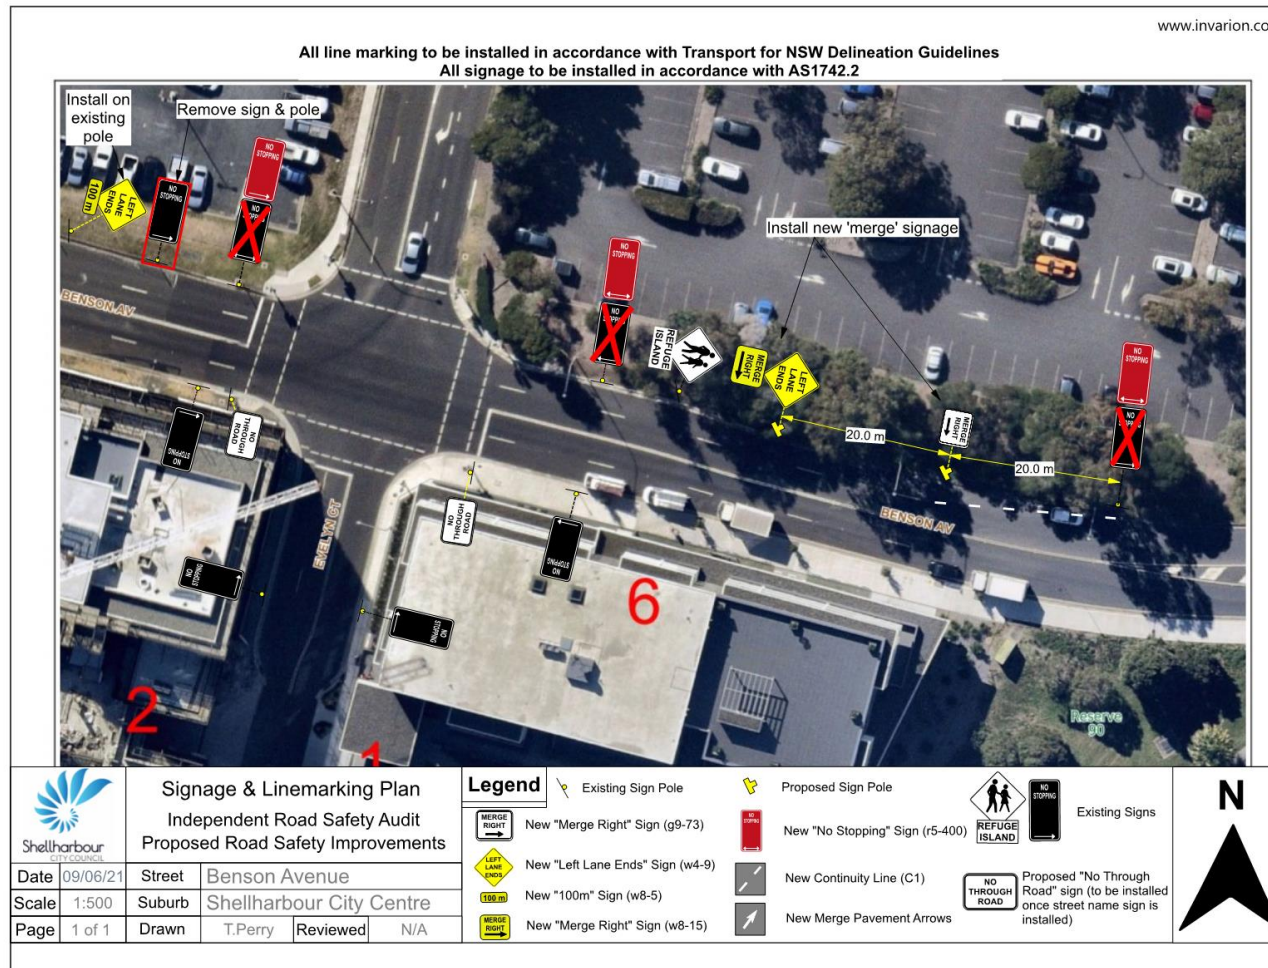 www.invarion.co
All line marking to be installed in accordance with Transport for NSW Delineation Guidelines
All signage to be installed in accordance with AS1742.2
Install on
existing
pole
Remove sign & pole
NO
STOPPING
100 m
LEFT
LANE
ENDS
NO
STOPPING
NO
Install new 'merge' signage
BENSON AV
NO
STOPPING
NO
REFUGE
ISLAND
MERGE
RIGHT
LEFT
LANE
ENDS
NO
STOPPING
NO
20.0 m
MERGE
RIGHT
20.0 m
NO
STOPPING
NO
THROUGH
ROAD
NO
THROUGH
ROAD
NO
STOPPING
BENSON AV
EVELYN CT
NO
STOPPING
NO
STOPPING
6
2
1
Reserve
90
Shellharbour
CITY COUNCIL
Signage & Linemarking Plan
Independent Road Safety Audit
Proposed Road Safety Improvements
Date 09/06/21 Street Benson Avenue
Scale 1:500 Suburb Shellharbour City Centre
Page 1 of 1 Drawn T.Perry Reviewed N/A
Legend
Existing Sign Pole
MERGE
RIGHT
New "Merge Right" Sign (g9-73)
LEFT
LANE
ENDS
New "Left Lane Ends" Sign (w4-9)
100 m
New "100m" Sign (w8-5)
MERGE
RIGHT
New "Merge Right" Sign (w8-15)
Proposed Sign Pole
NO
STOPPING
New "No Stopping" Sign (r5-400)
New Continuity Line (C1)
New Merge Pavement Arrows
REFUGE
ISLAND
NO
STOPPING
Existing Signs
NO
THROUGH
ROAD
Proposed "No Through
Road" sign (to be installed
once street name sign is
installed)
N